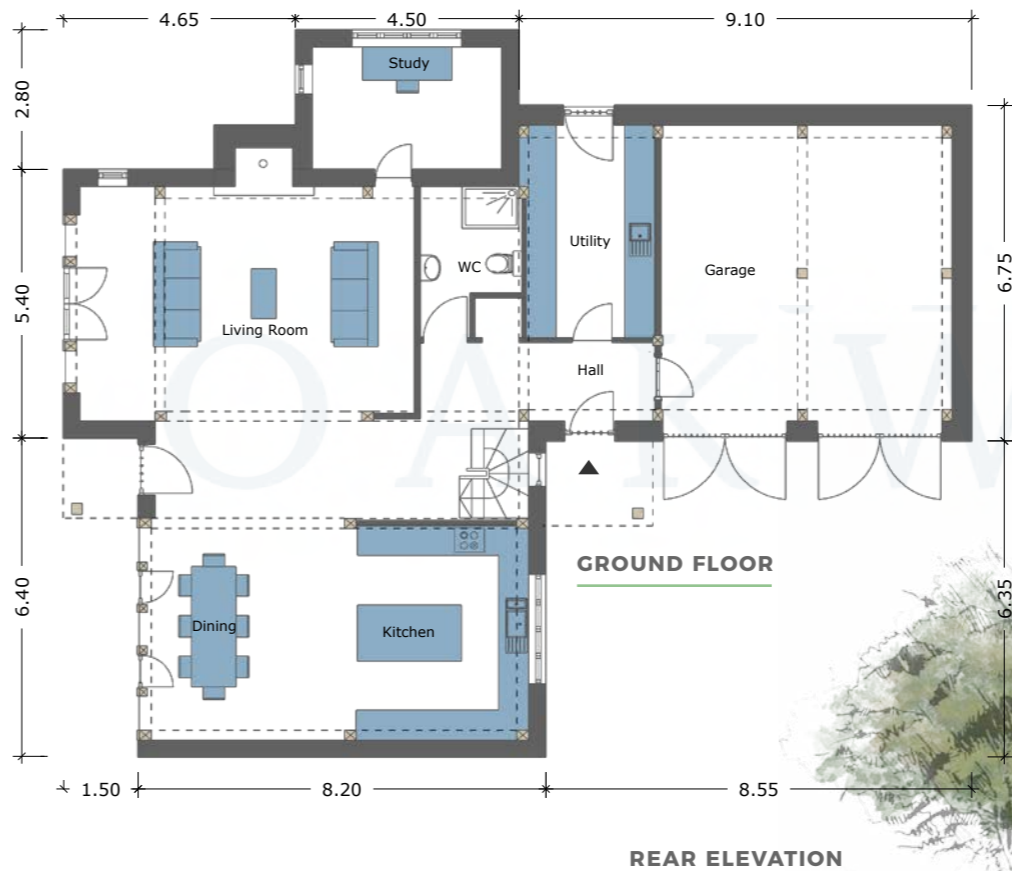 4.65 4.50 9.10
2.80
Study
5.40
6.75
Utility
WC
Garage
Living Room
Hall
OAKW
GROUND FLOOR
6.40
6.35
Dining
Kitchen
1.50 8.20 8.55
REAR ELEVATION